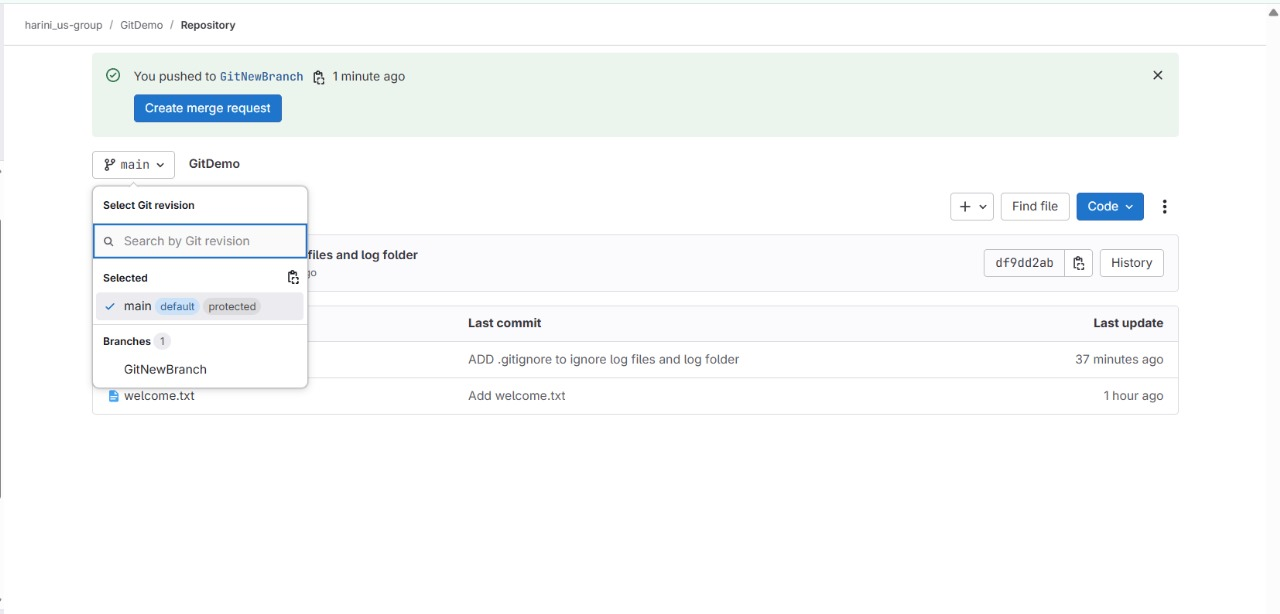 harini_us-group / GitDemo / Repository
You pushed to GitNewBranch 1 minute ago
Create merge request
main GitDemo
Select Git revision
Find file Code
Search by Git revision
files and log folder
go
df9dd2ab History
Selected
main default protected
Last commit Last update
Branches 1
ADD .gitignore to ignore log files and log folder 37 minutes ago
GitNewBranch
welcome.txt Add welcome.txt 1 hour ago